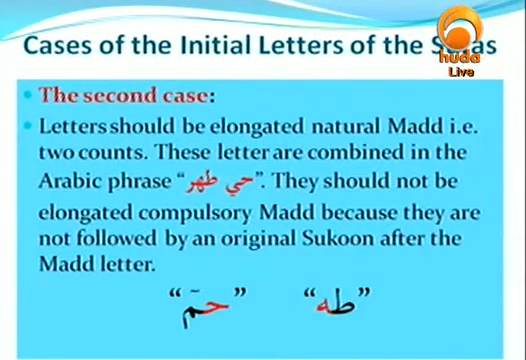 Cases of the Initial Letters of the Suras
huda
Live
The second case:
Letters should be elongated natural Madd i.e.
two counts. These letter are combined in the
Arabic phrase “حي طهر”. They should not be
elongated compulsory Madd because they are
not followed by an original Sukoon after the
Madd letter.
“طه” “حمٓ”